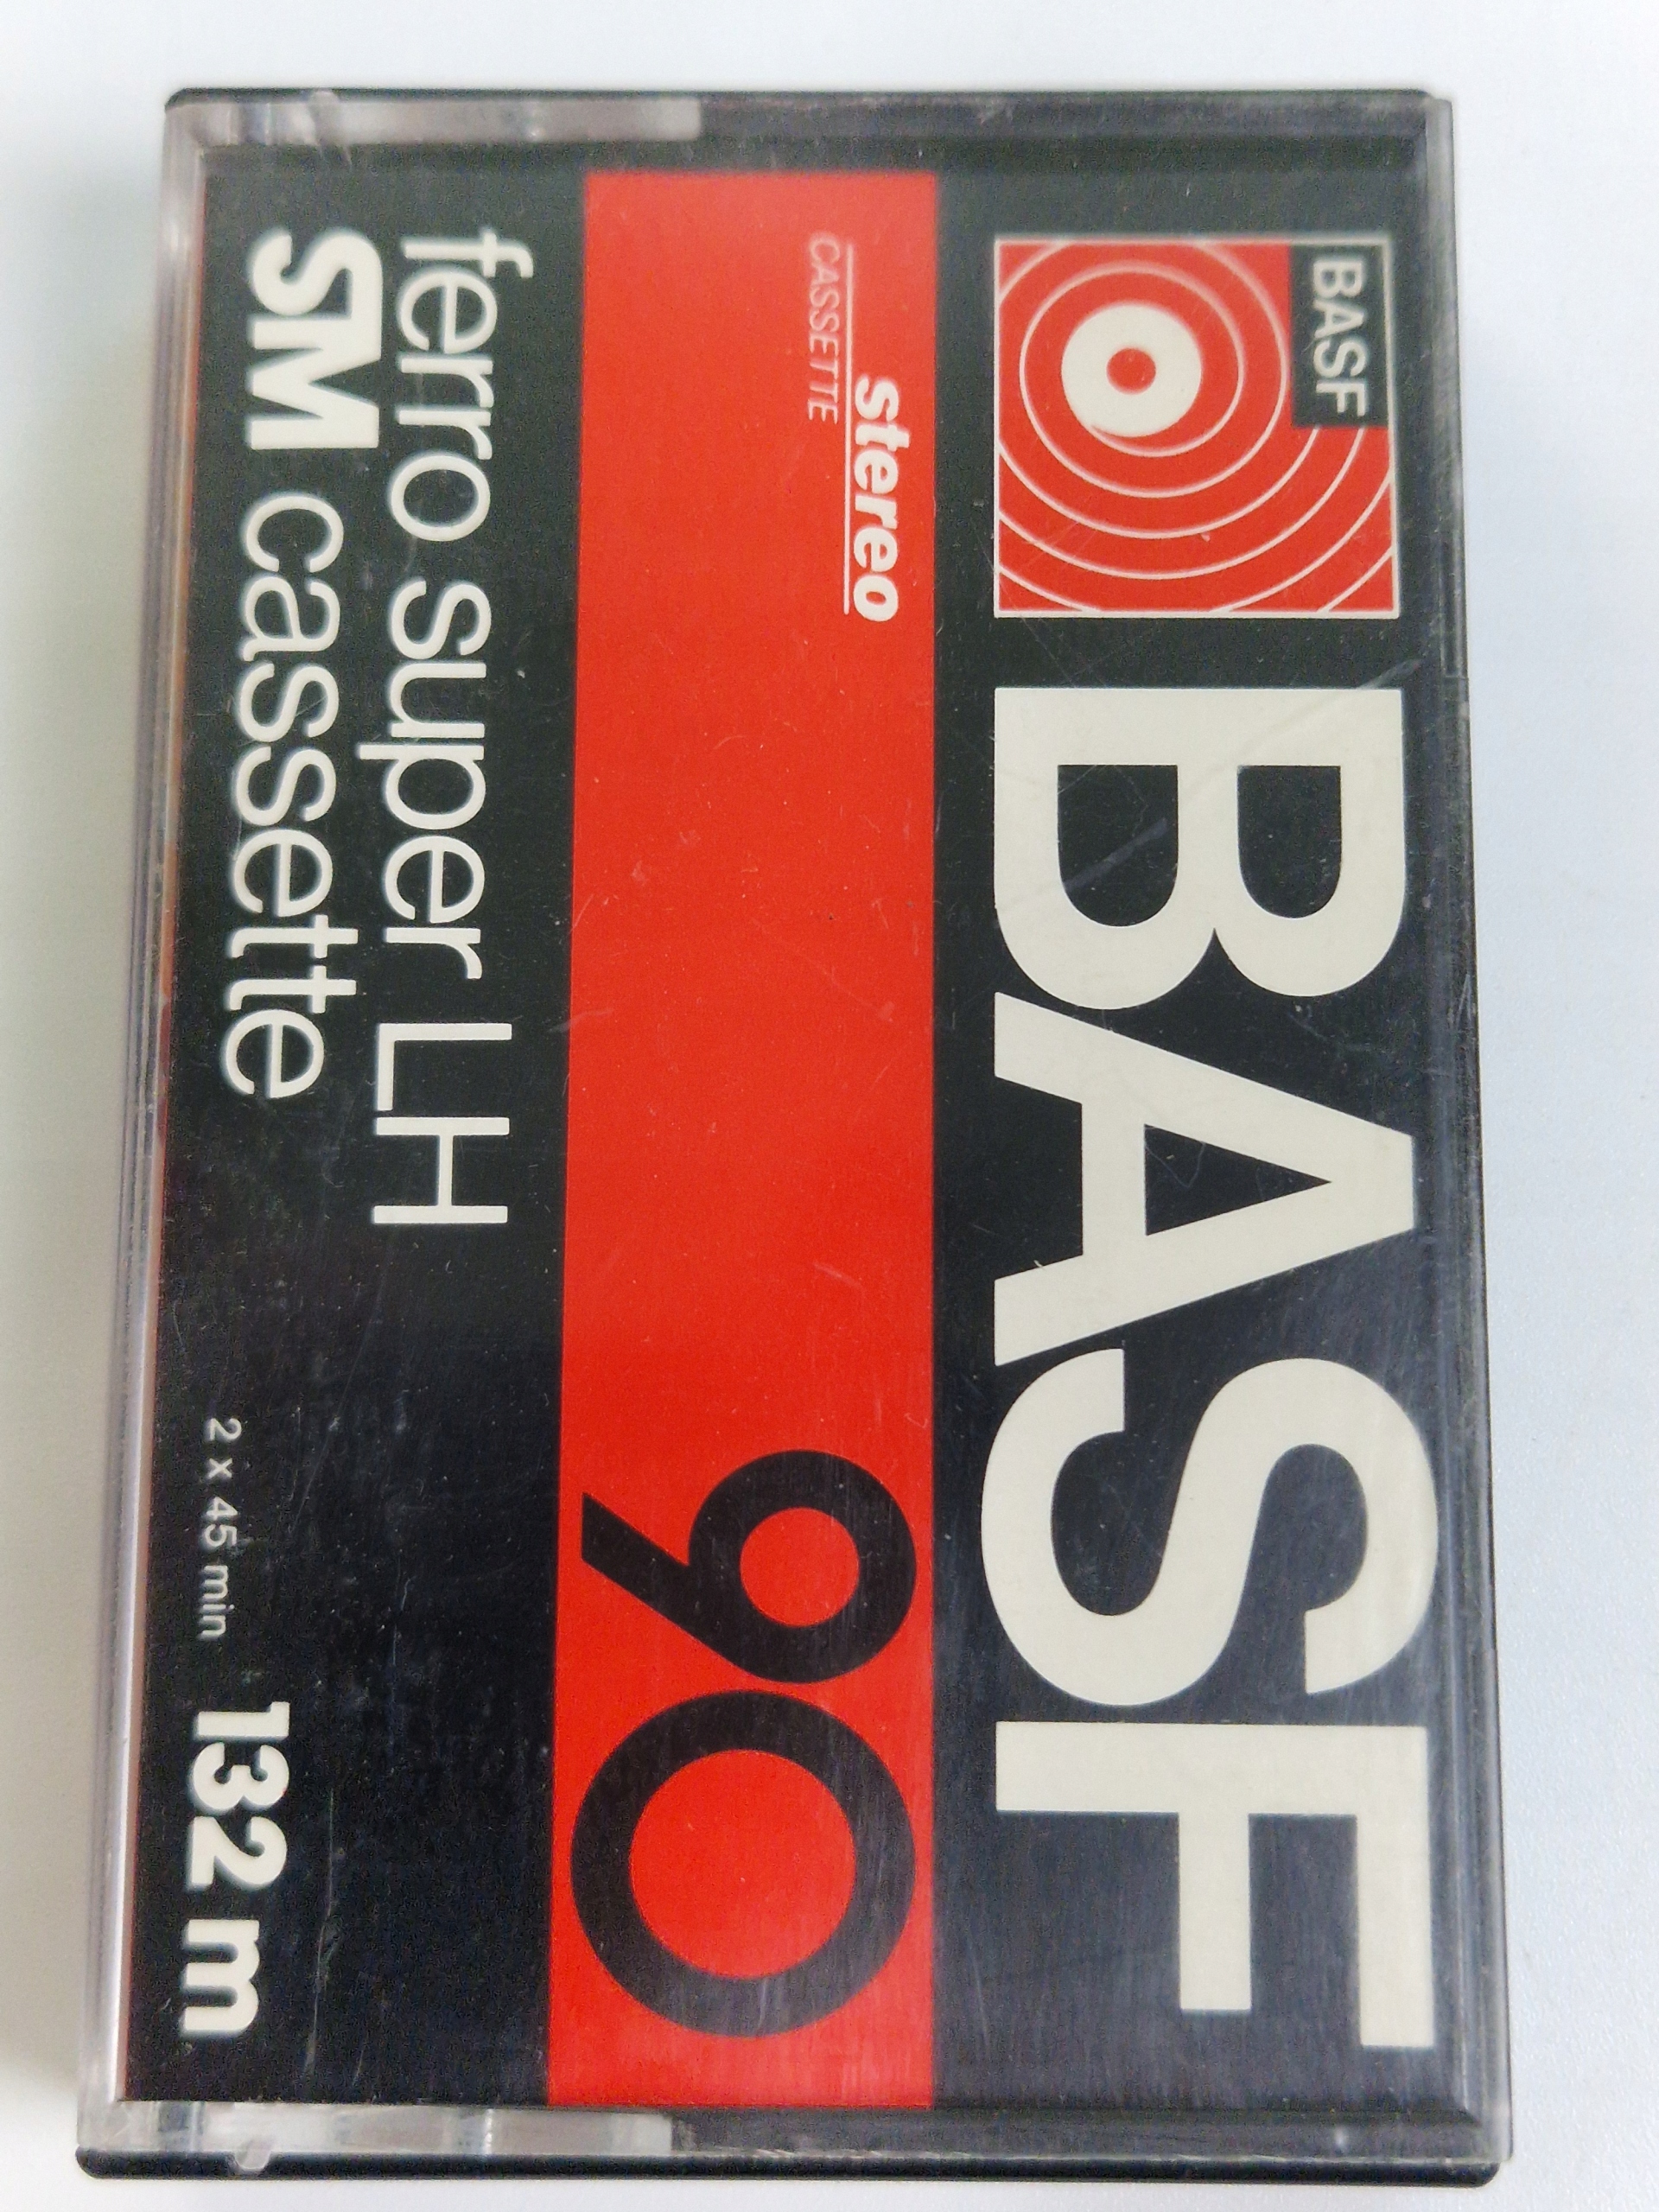 BASF
BASF
stereo
CASSETTE
90
ferro super LH
SM cassette
2 x 45 min 132 m